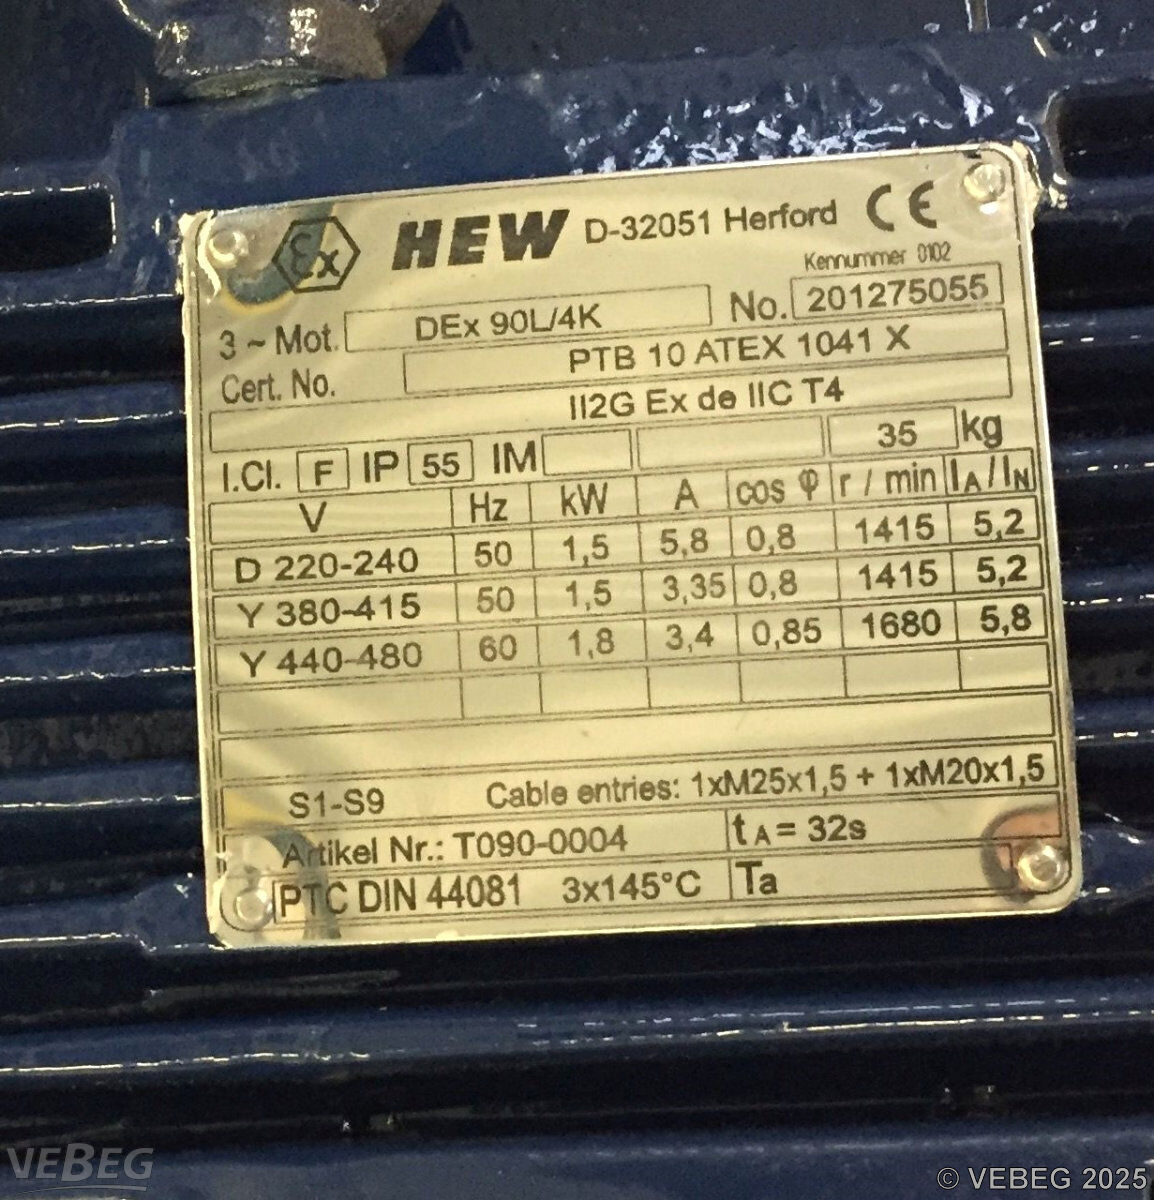 Ex HEW D-32051 Herford CE
Kennummer 0102
3 ~ Mot. DEx 90L/4K No. 201275055
Cert. No. PTB 10 ATEX 1041 X
II2G Ex de IIC T4
I.Cl. F IP 55 IM 35 kg
V Hz kW A cos φ r / min IA/IN
D 220-240 50 1,5 5,8 0,8 1415 5,2
Y 380-415 50 1,5 3,35 0,8 1415 5,2
Y 440-480 60 1,8 3,4 0,85 1680 5,8
S1-S9 Cable entries: 1xM25x1,5 + 1xM20x1,5
Artikel Nr.: T090-0004 tA = 32s
PTC DIN 44081 3x145°C Ta
VEBEG
© VEBEG 2025